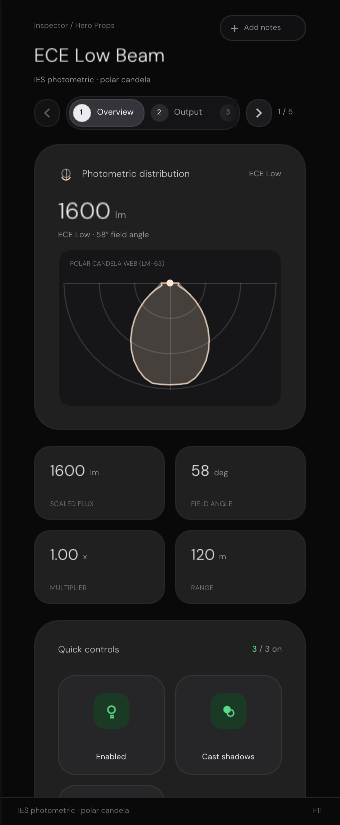 Inspector / Hero Props
+ Add notes
ECE Low Beam
IES photometric · polar candela
1 Overview 2 Output 3
1 / 5
Photometric distribution
ECE Low
1600 lm
ECE Low · 58° field angle
POLAR CANDELA WEB (LM-63)
1600 lm
SCALED FLUX
58 deg
FIELD ANGLE
1.00 x
MULTIPLIER
120 m
RANGE
Quick controls
3 / 3 on
Enabled
Cast shadows
IES photometric · polar candela
F11